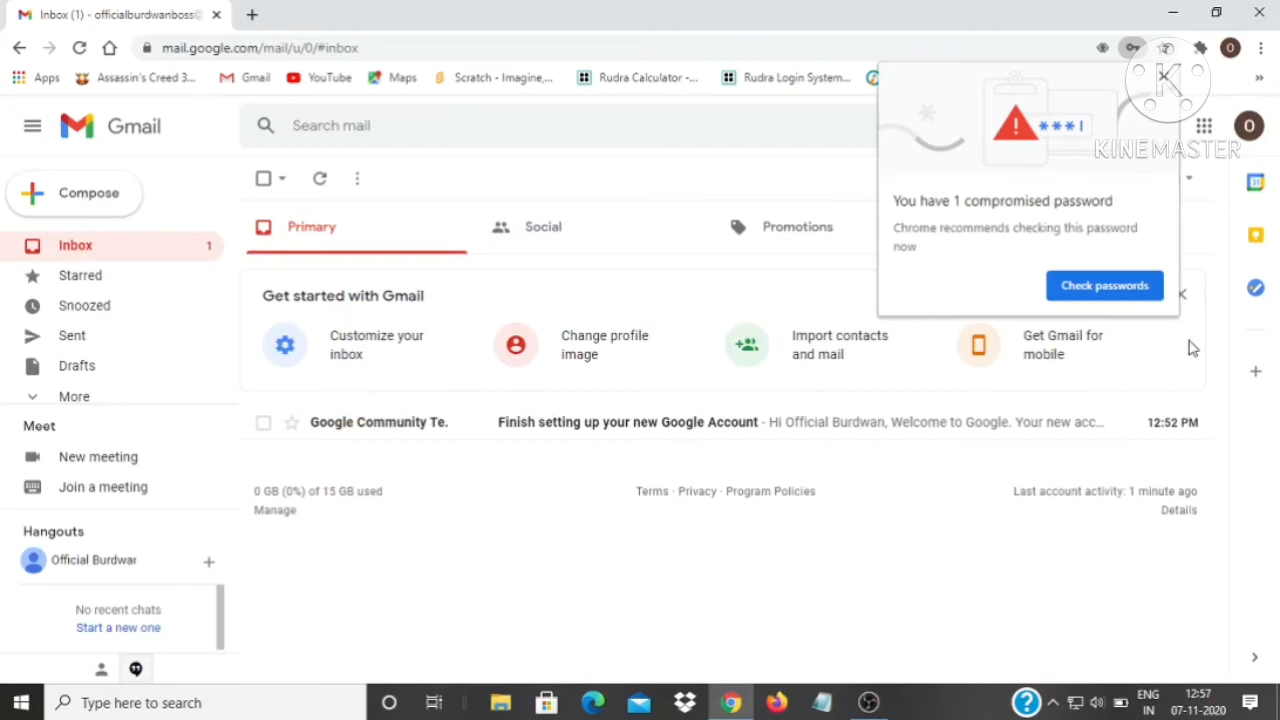 Inbox (1) - officialburdwanboss@
mail.google.com/mail/u/0/#inbox
O
Apps
Assassin's Creed 3...
Gmail
YouTube
Maps
Scratch - Imagine,...
Rudra Calculator -...
Rudra Login System...
»
K
KINEMASTER
Gmail
Search mail
O
***|
You have 1 compromised password
Chrome recommends checking this password
now
Check passwords
Compose
Inbox 1
Starred
Snoozed
Sent
Drafts
More
Primary
Social
Promotions
Get started with Gmail
Customize your
inbox
Change profile
image
Import contacts
and mail
Get Gmail for
mobile
Google Community Te. Finish setting up your new Google Account - Hi Official Burdwan, Welcome to Google. Your new acc... 12:52 PM
0 GB (0%) of 15 GB used
Manage
Terms · Privacy · Program Policies
Last account activity: 1 minute ago
Details
Meet
New meeting
Join a meeting
Hangouts
Official Burdwar
No recent chats
Start a new one
Type here to search
ENG
IN
12:57
07-11-2020